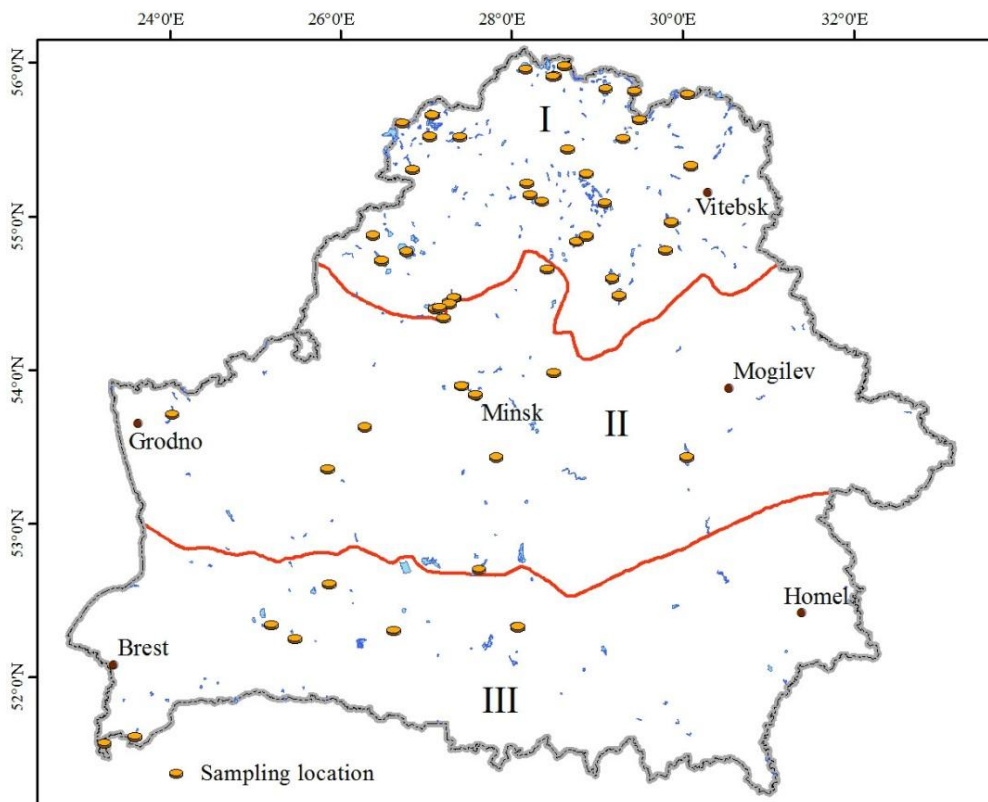 24°0'E 26°0'E 28°0'E 30°0'E 32°0'E
56°0'N
I
Vitebsk
55°0'N
54°0'N
Mogilev
Minsk
II
Grodno
53°0'N
Homel
Brest
52°0'N
III
Sampling location